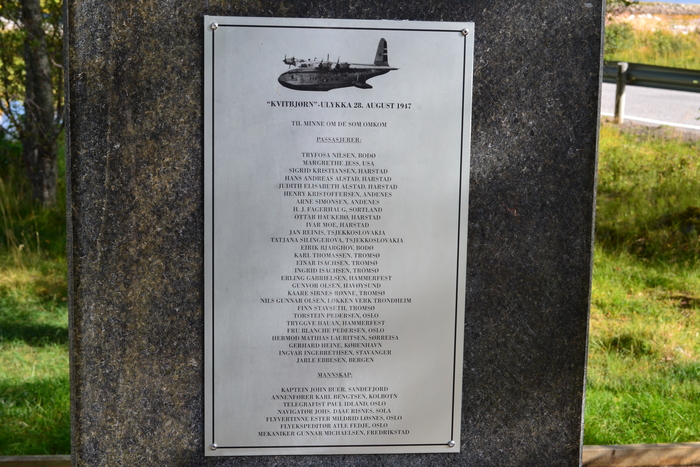 "KVITBJØRN"-ULYKKA 28. AUGUST 1947
TIL MINNE OM DE SOM OMKOM
PASSASJERER:
TRYFOSA NILSEN, BODØ
MARGRETHE JESS, USA
SIGRID KRISTIANSEN, HARSTAD
HANS ANDREAS ALSTAD, HARSTAD
JUDITH ELISABETH ALSTAD, HARSTAD
HENRY KRISTOFFERSEN, ANDENES
ARNE SIMONSEN, ANDENES
H. J. FAGERHAUG, SORTLAND
OTTAR HAUKEBØ, HARSTAD
IVAR MOE, HARSTAD
JAN REINIS, TSJEKKOSLOVAKIA
TATJANA SILINGEROVA, TSJEKKOSLOVAKIA
EIRIK BJARGHOV, BODØ
KARL THOMASSEN, TROMSØ
EINAR ISACHSEN, TROMSØ
INGRID ISACHSEN, TROMSØ
ERLING GABRIELSEN, HAMMERFEST
GUNVOR OLSEN, HAVØYSUND
KAARE SIRNES RØNNE, TROMSØ
NILS GUNNAR OLSEN, LØKKEN VERK TRONDHEIM
FINN STAVSETH, TROMSØ
TORSTEIN PEDERSEN, OSLO
TRYGGVE HAUAN, HAMMERFEST
FRU BLANCHE PEDERSEN, OSLO
HERMOD MATHIAS LAURITSEN, SØRREISA
GERHARD HEINE, KØBENHAVN
INGVAR INGEBRETHSEN, STAVANGER
JARLE EBBESEN, BERGEN
MANNSKAP:
KAPTEIN JOHN BUER, SANDEFJORD
ANNENFØRER KARL BENGTSEN, KOLBOTN
TELEGRAFIST PAUL IDLAND, OSLO
NAVIGATØR JOHS. DAAE RISNES, SOLA
FLYVERTINNE ESTER MILDRID LØSNES, OSLO
FLYEKSPEDITØR ATLE FEDJE, OSLO
MEKANIKER GUNNAR MICHAELSEN, FREDRIKSTAD